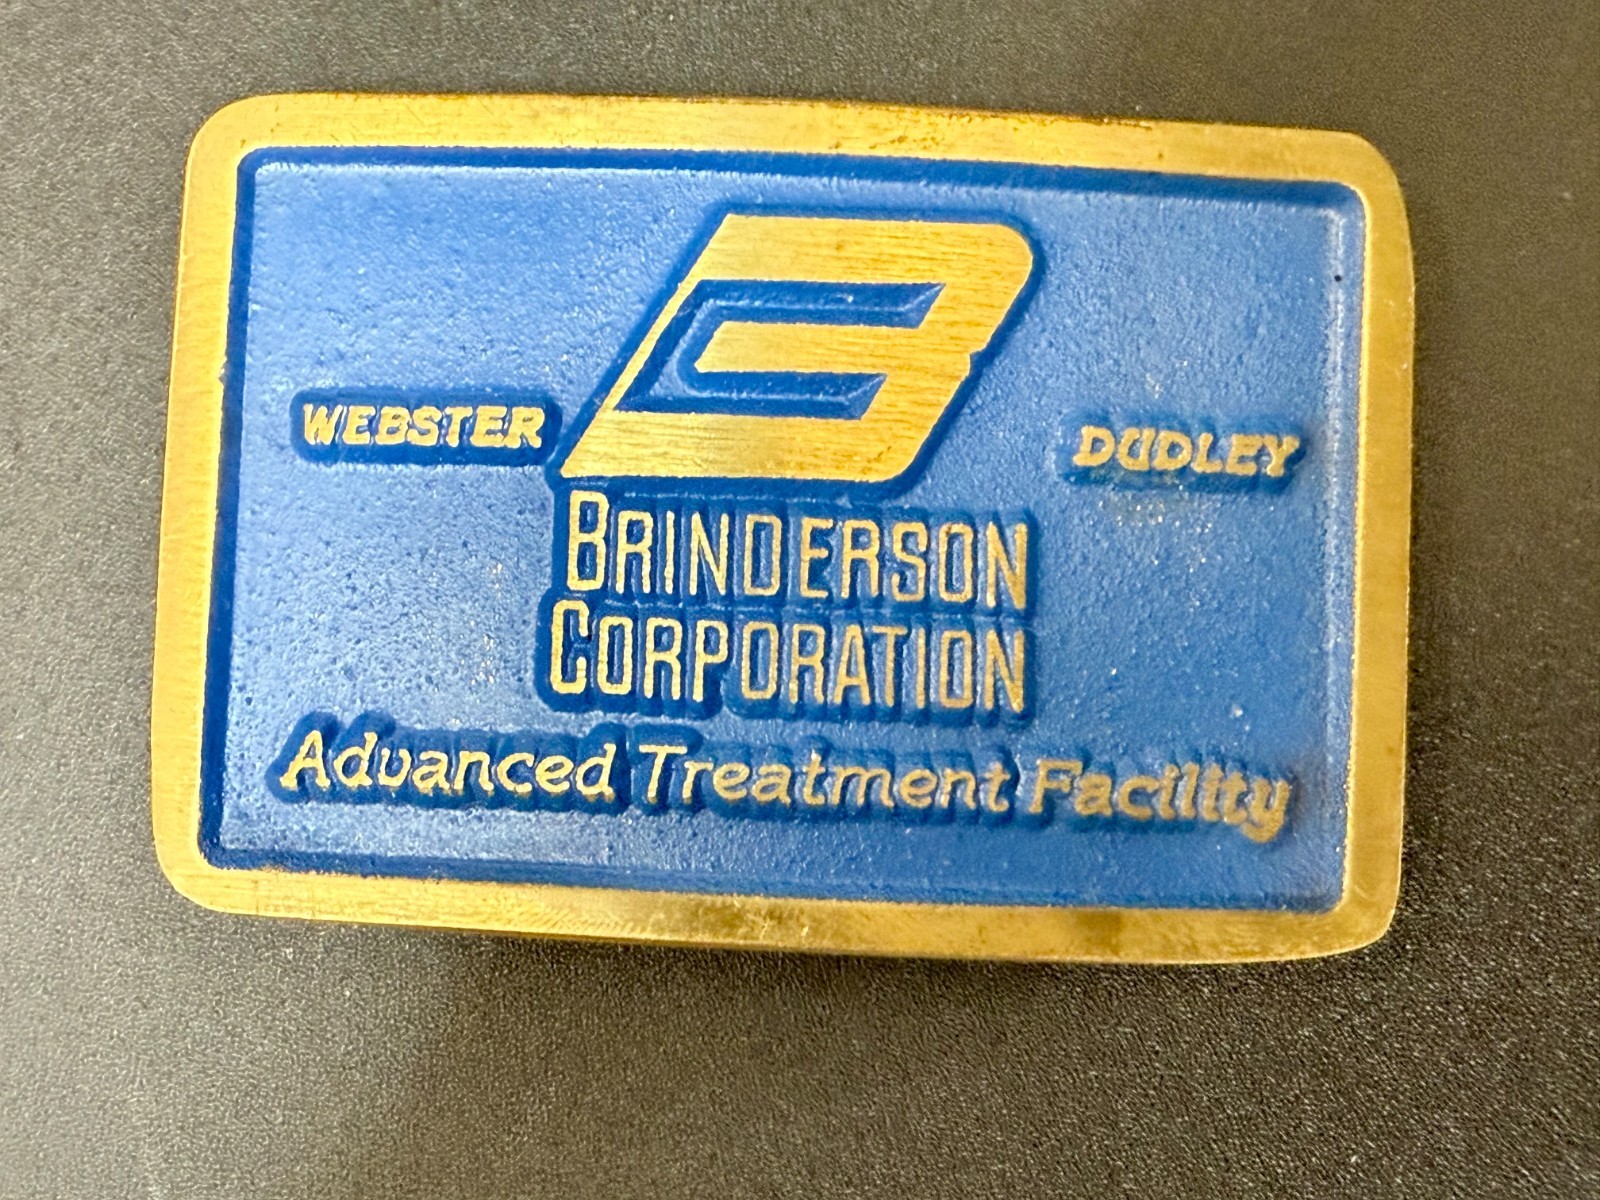 WEBSTER
DUDLEY
BRINDERSON
CORPORATION
Advanced Treatment Facility